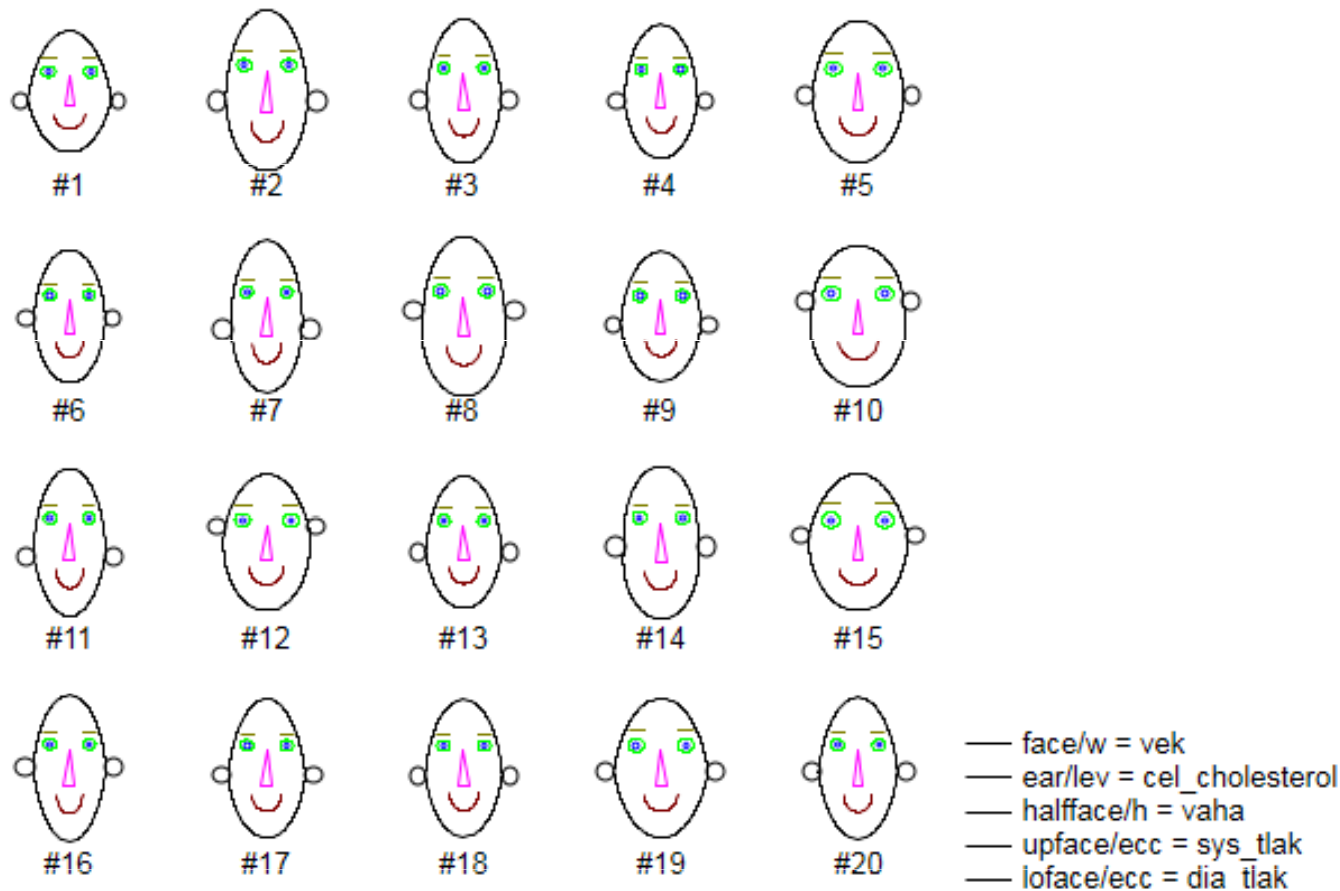 #1 #2 #3 #4 #5
#6 #7 #8 #9 #10
#11 #12 #13 #14 #15
face/w = vek
ear/lev = cel_cholesterol
halfface/h = vaha
upface/ecc = sys_tlak
loface/ecc = dia_tlak
#16 #17 #18 #19 #20